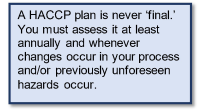 A HACCP plan is never ‘final.’
You must assess it at least
annually and whenever
changes occur in your process
and/or previously unforeseen
hazards occur.